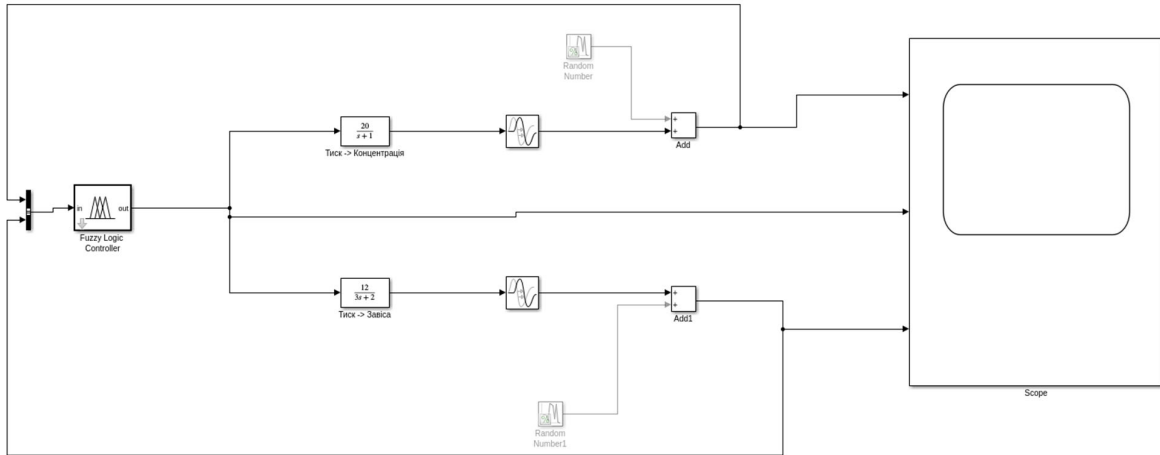 Random
Number
+
+
Add
20
s + 1
Тиск -> Концентрація
in
out
Fuzzy Logic
Controller
12
3s + 2
Тиск -> Завіса
+
+
Add1
Random
Number1
Scope